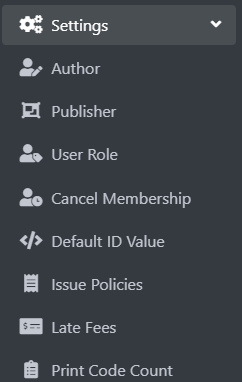 Settings
Author
Publisher
User Role
Cancel Membership
Default ID Value
Issue Policies
Late Fees
Print Code Count